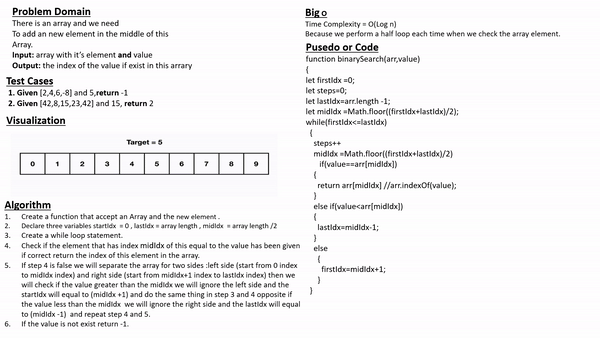 Problem Domain
There is an array and we need
To add an new element in the middle of this
Array.
Input: array with it's element and value
Output: the index of the value if exist in this arrary
Test Cases
1. Given [2,4,6,-8] and 5,return -1
2. Given [42,8,15,23,42] and 15, return 2
Visualization
Target = 5
0 1 2 3 4 5 6 7 8 9
Algorithm
1. Create a function that accept an Array and the new element .
2. Declare three variables startIdx = 0 , lastIdx = array length , midIdx = array length /2
3. Create a while loop statement.
4. Check if the element that has index midIdx of this equal to the value has been given
if correct return the index of this element in the array.
5. If step 4 is false we will separate the array for two sides :left side (start from 0 index
to midIdx index) and right side (start from midIdx+1 index to lastIdx index) then we
will check if the value greater than the midIdx we will ignore the left side and the
startIdx will equal to (midIdx +1) and do the same thing in step 3 and 4 opposite if
the value less than the midIdx we will ignore the right side and the lastIdx will equal
to (midIdx -1) and repeat step 4 and 5.
6. If the value is not exist return -1.
Big o
Time Complexity = O(Log n)
Because we perform a half loop each time when we check the array element.
Pusedo or Code
function binarySearch(arr,value)
{
let firstIdx =0;
let steps=0;
let lastIdx=arr.length -1;
let midIdx =Math.floor((firstIdx+lastIdx)/2);
while(firstIdx<=lastIdx)
{
steps++
midIdx =Math.floor((firstIdx+lastIdx)/2)
if(value==arr[midIdx])
{
return arr[midIdx] //arr.indexOf(value);
}
else if(value<arr[midIdx])
{
lastIdx=midIdx-1;
}
else
{
firstIdx=midIdx+1;
}
}